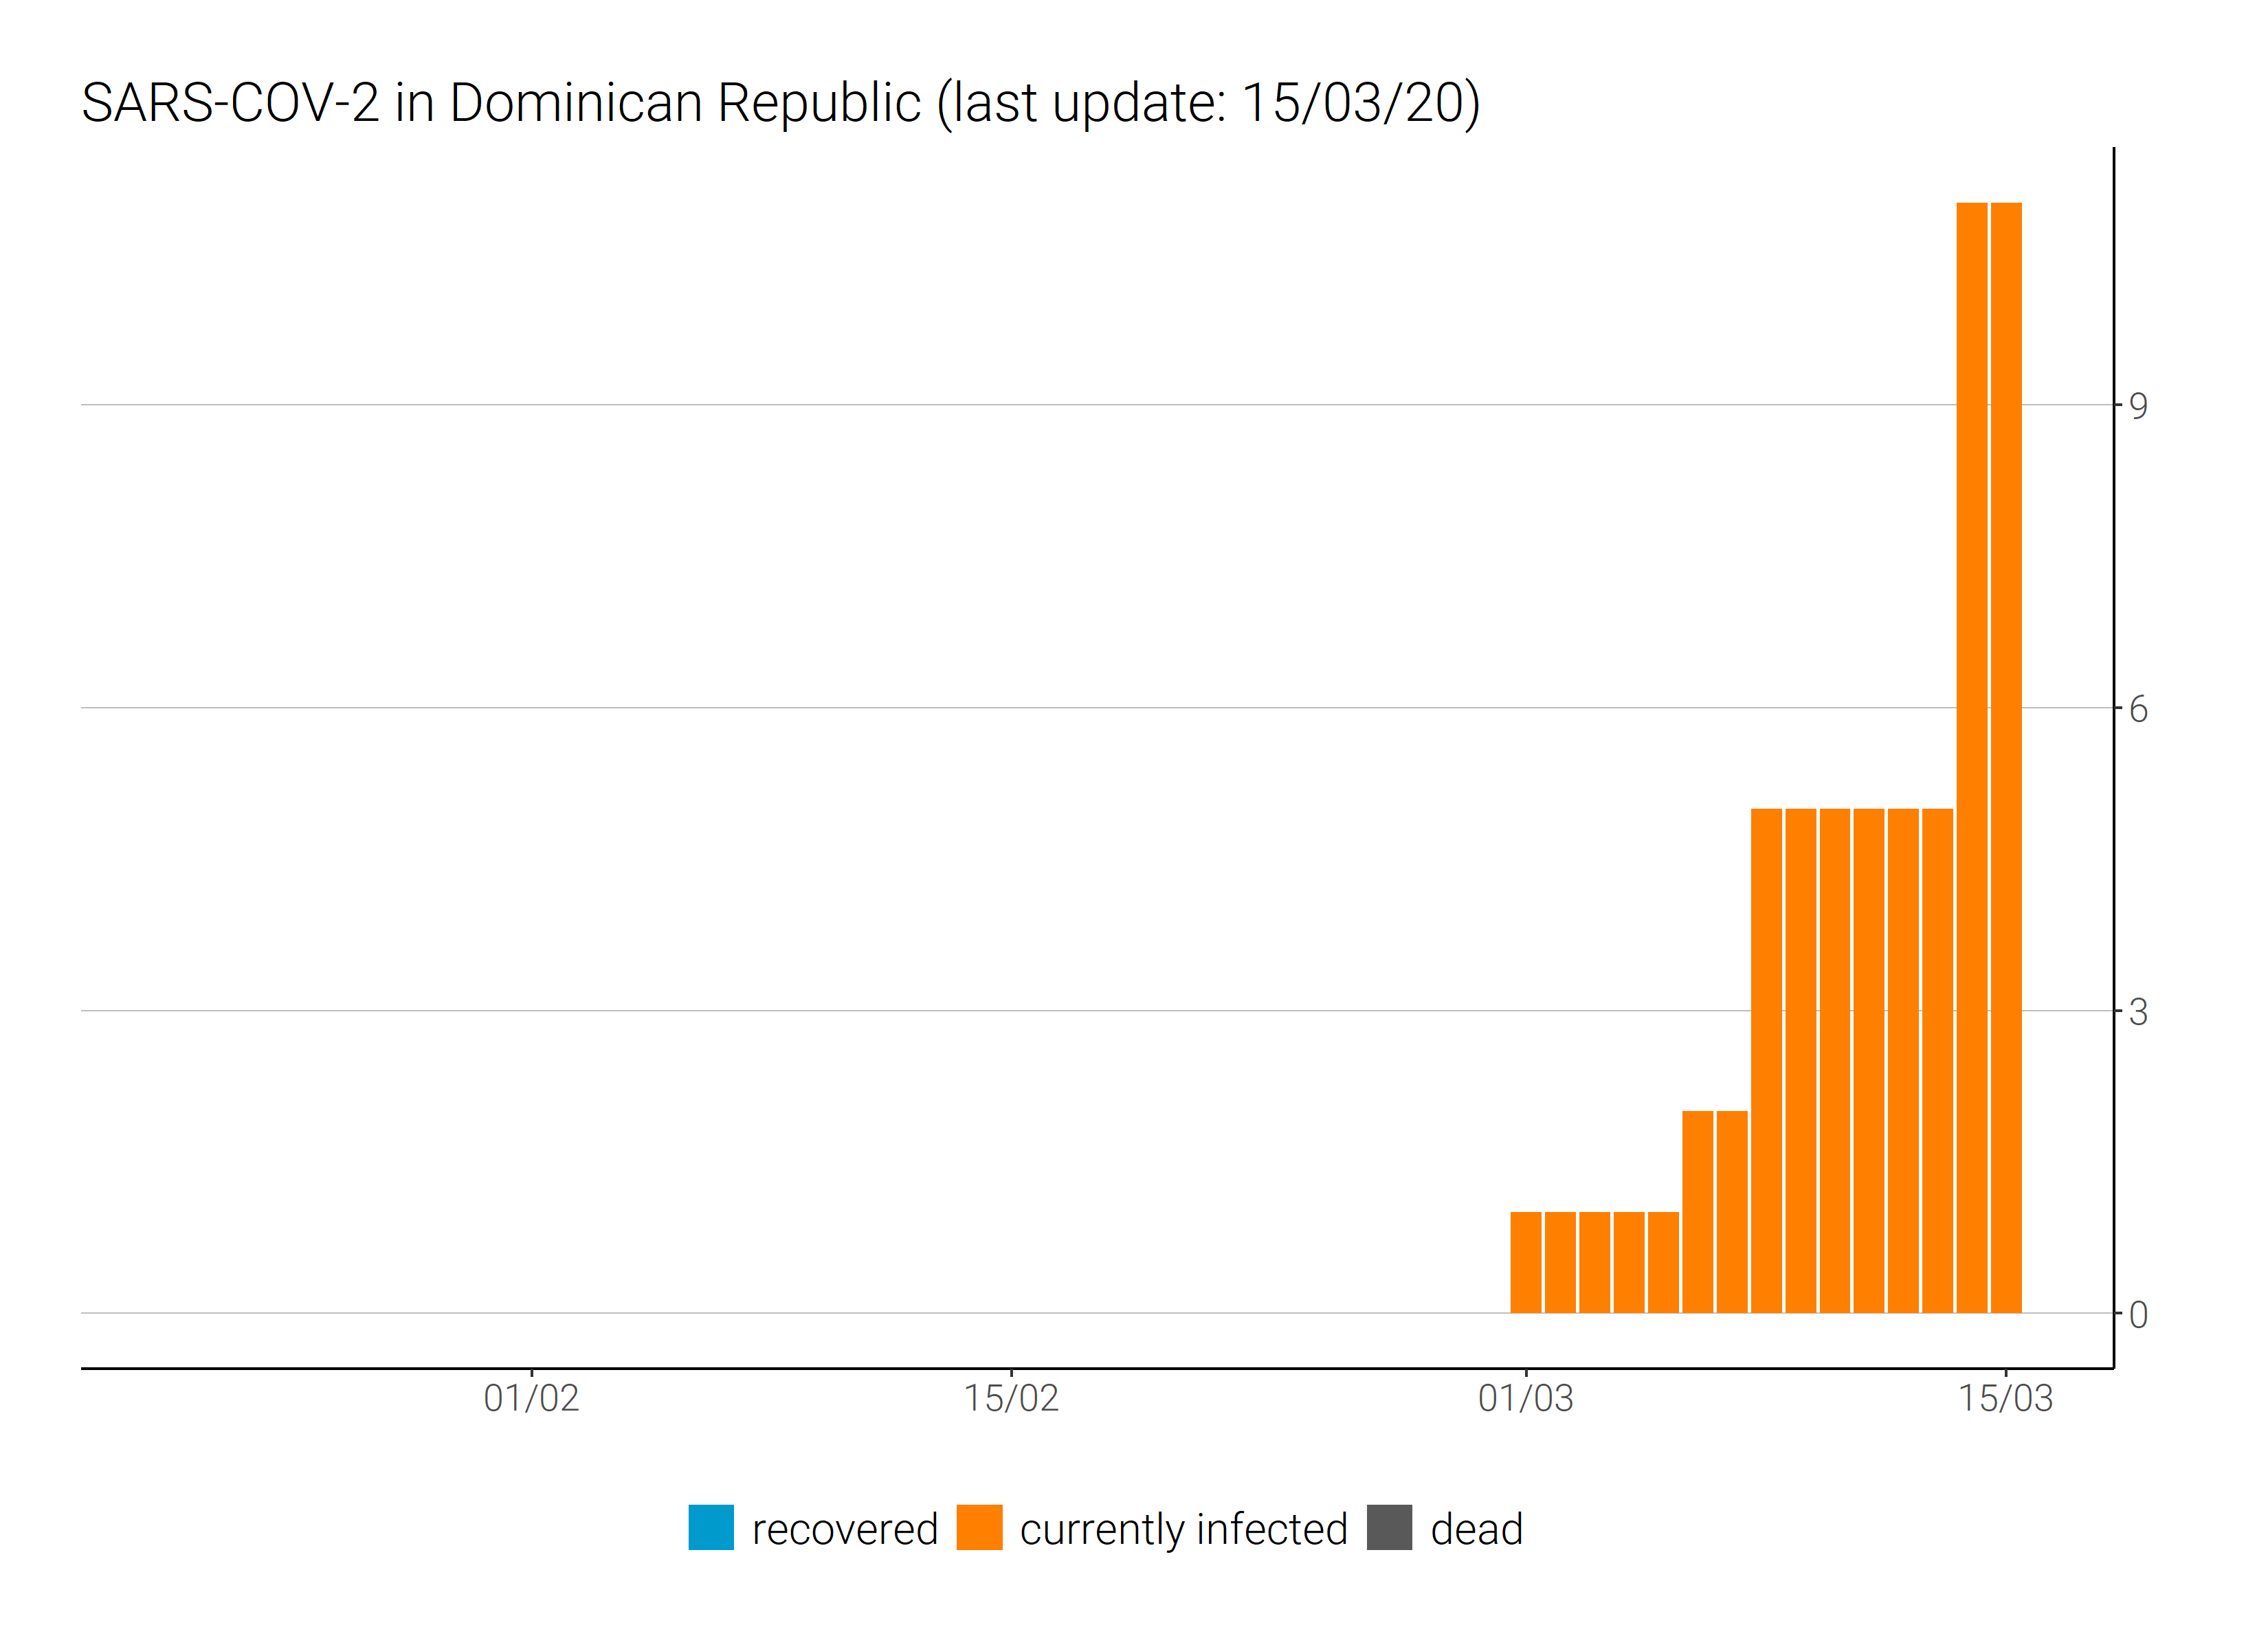 SARS-COV-2 in Dominican Republic (last update: 15/03/20)
9
6
3
0
01/02 15/02 01/03 15/03
recovered currently infected dead